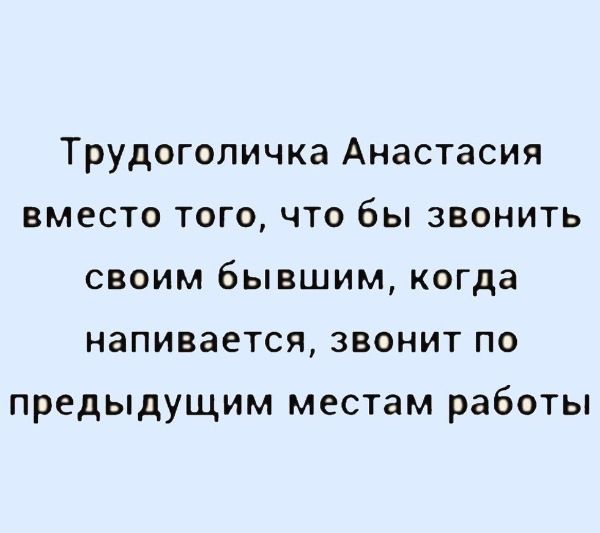 Трудоголичка Анастасия
вместо того, что бы звонить
своим бывшим, когда
напивается, звонит по
предыдущим местам работы